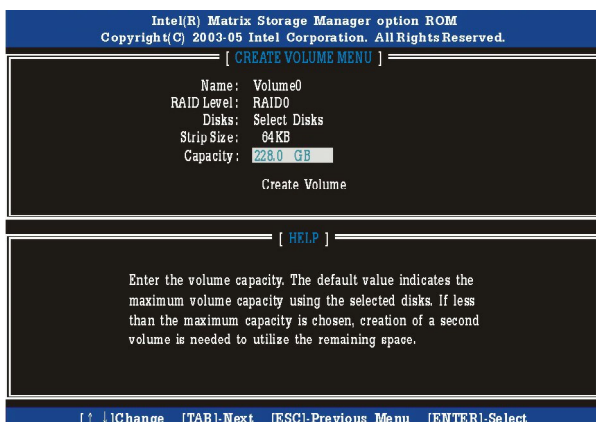 Intel(R) Matrix Storage Manager option ROM
Copyright(C) 2003-05 Intel Corporation. All Rights Reserved.
[ CREATE VOLUME MENU ]
Name: Volume0
RAID Level: RAID0
Disks: Select Disks
Strip Size: 64KB
Capacity: 228.0 GB
Create Volume
[ HELP ]
Enter the volume capacity. The default value indicates the
maximum volume capacity using the selected disks. If less
than the maximum capacity is chosen, creation of a second
volume is needed to utilize the remaining space.
[↑↓]Change [TAB]-Next [ESC]-Previous Menu [ENTER]-Select